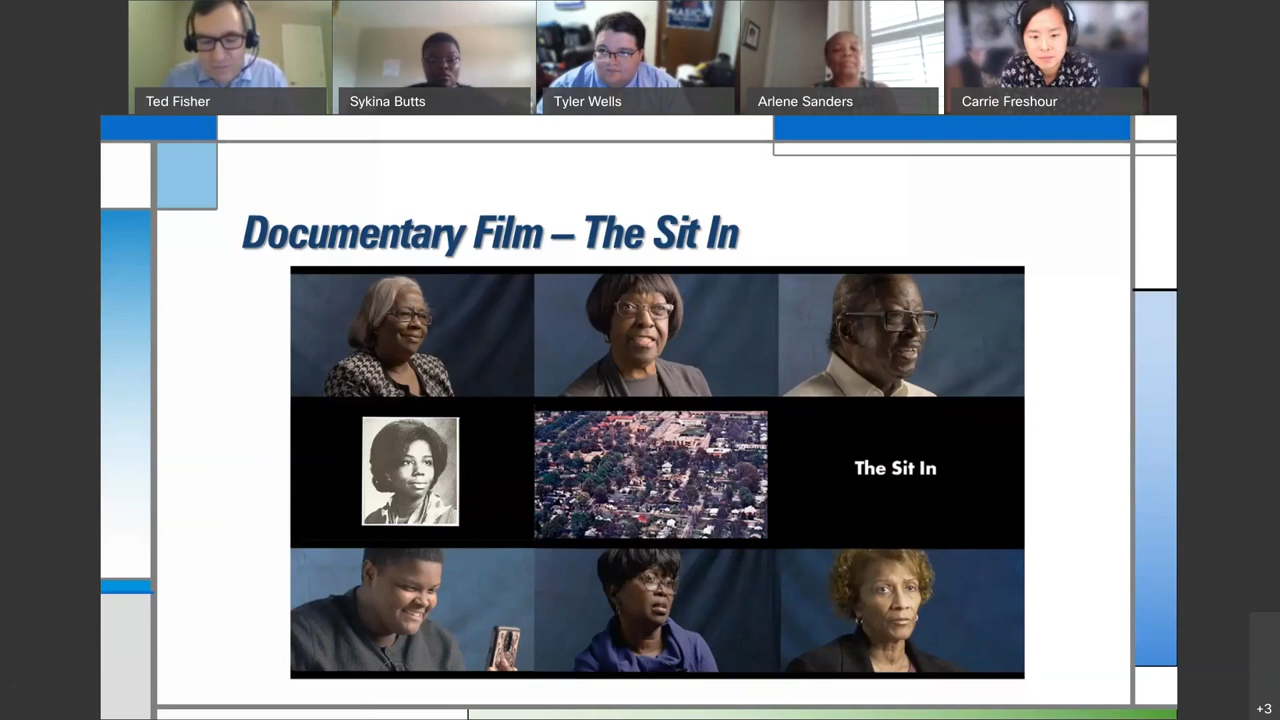 Ted Fisher
Sykina Butts
Tyler Wells
Arlene Sanders
Carrie Freshour
Documentary Film – The Sit In
The Sit In
+3